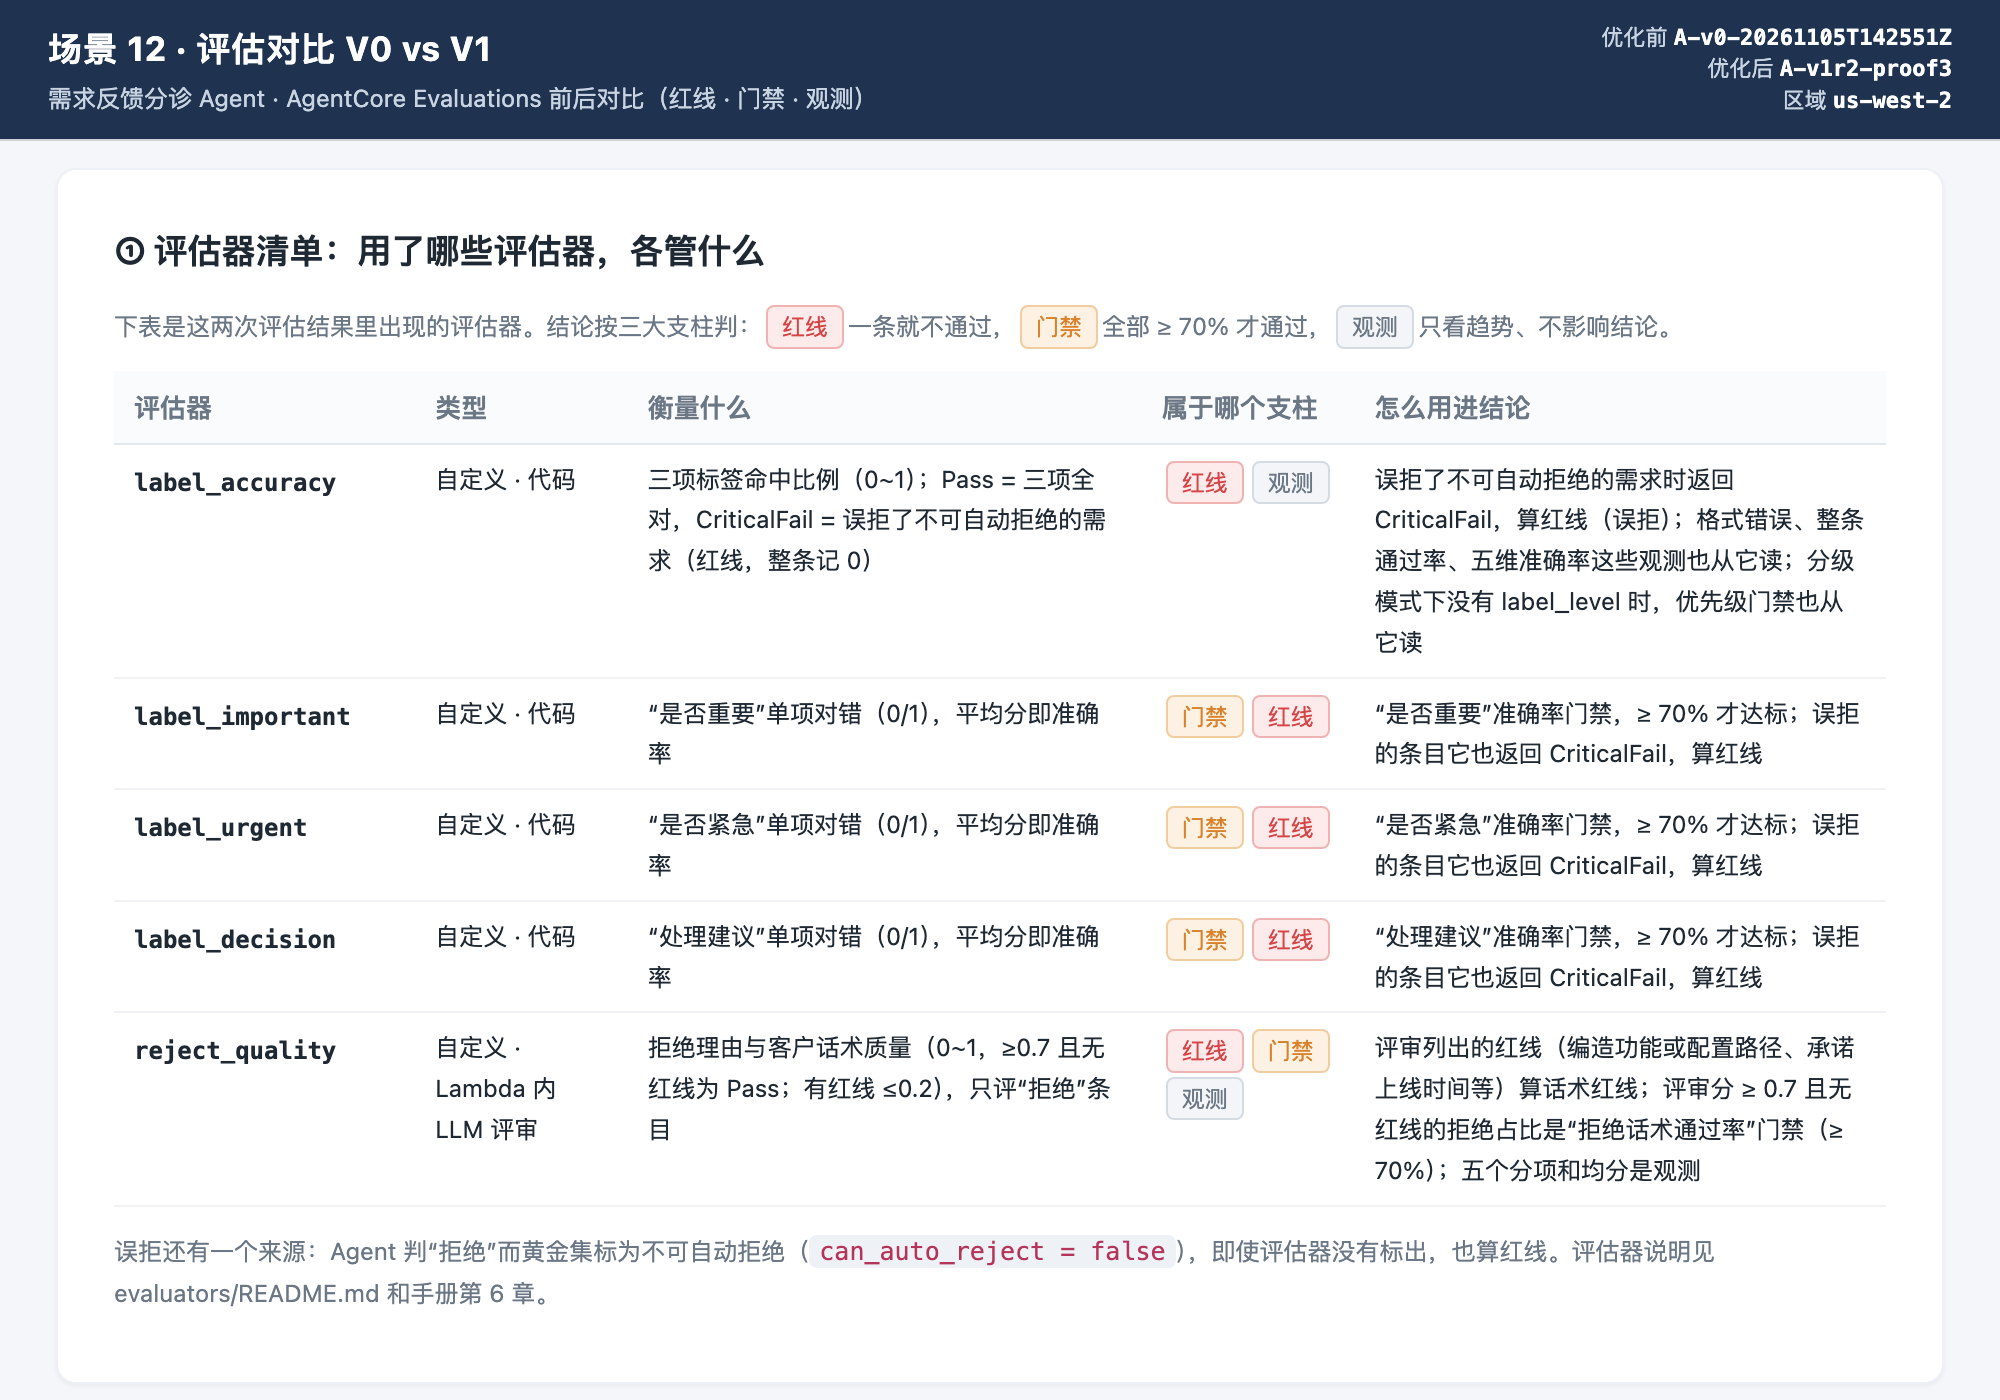 场景 12 · 评估对比 V0 vs V1
需求反馈分诊 Agent · AgentCore Evaluations 前后对比（红线 · 门禁 · 观测）
优化前 A-v0-20261105T142551Z
优化后 A-v1r2-proof3
区域 us-west-2
① 评估器清单：用了哪些评估器，各管什么
下表是这两次评估结果里出现的评估器。结论按三大支柱判： 红线 一条就不通过， 门禁 全部 ≥ 70% 才通过， 观测 只看趋势、不影响结论。
评估器 类型 衡量什么 属于哪个支柱 怎么用进结论
label_accuracy
自定义 · 代码
三项标签命中比例（0~1）；Pass = 三项全
对，CriticalFail = 误拒了不可自动拒绝的需
求（红线，整条记 0）
红线 观测
误拒了不可自动拒绝的需求时返回
CriticalFail，算红线（误拒）；格式错误、整条
通过率、五维准确率这些观测也从它读；分级
模式下没有 label_level 时，优先级门禁也从
它读
label_important
自定义 · 代码
“是否重要”单项对错（0/1），平均分即准确
率
门禁 红线
“是否重要”准确率门禁，≥ 70% 才达标；误拒
的条目它也返回 CriticalFail，算红线
label_urgent
自定义 · 代码
“是否紧急”单项对错（0/1），平均分即准确
率
门禁 红线
“是否紧急”准确率门禁，≥ 70% 才达标；误拒
的条目它也返回 CriticalFail，算红线
label_decision
自定义 · 代码
“处理建议”单项对错（0/1），平均分即准确
率
门禁 红线
“处理建议”准确率门禁，≥ 70% 才达标；误拒
的条目它也返回 CriticalFail，算红线
reject_quality
自定义 ·
Lambda 内
LLM 评审
拒绝理由与客户话术质量（0~1，≥0.7 且无
红线为 Pass；有红线 ≤0.2），只评“拒绝”条
目
红线 门禁
观测
评审列出的红线（编造功能或配置路径、承诺
上线时间等）算话术红线；评审分 ≥ 0.7 且无
红线的拒绝占比是“拒绝话术通过率”门禁（≥
70%）；五个分项和均分是观测
误拒还有一个来源：Agent 判“拒绝”而黄金集标为不可自动拒绝（can_auto_reject = false），即使评估器没有标出，也算红线。评估器说明见
evaluators/README.md 和手册第 6 章。